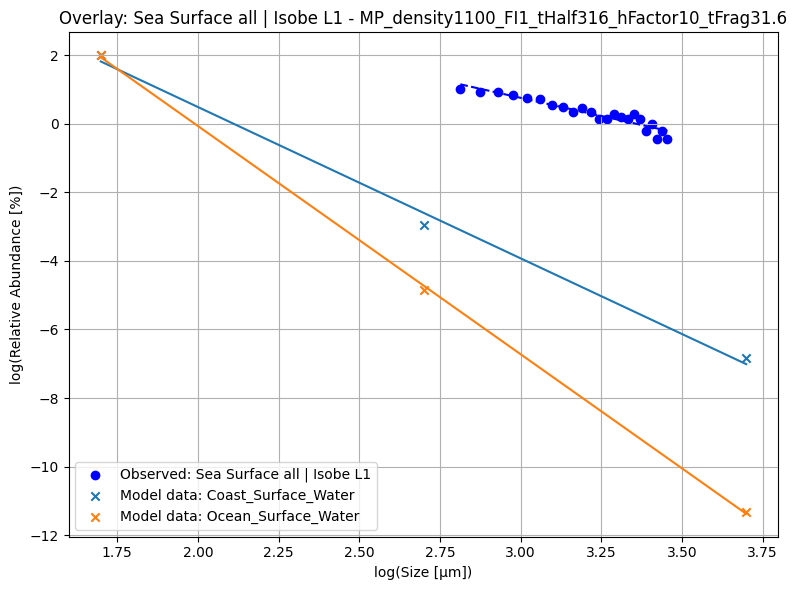 Overlay: Sea Surface all | Isobe L1 - MP_density1100_FI1_tHalf316_hFactor10_tFrag31.6
log(Relative Abundance [%])
2
0
−2
−4
−6
−8
−10
−12
Observed: Sea Surface all | Isobe L1
Model data: Coast_Surface_Water
Model data: Ocean_Surface_Water
1.75 2.00 2.25 2.50 2.75 3.00 3.25 3.50 3.75
log(Size [µm])